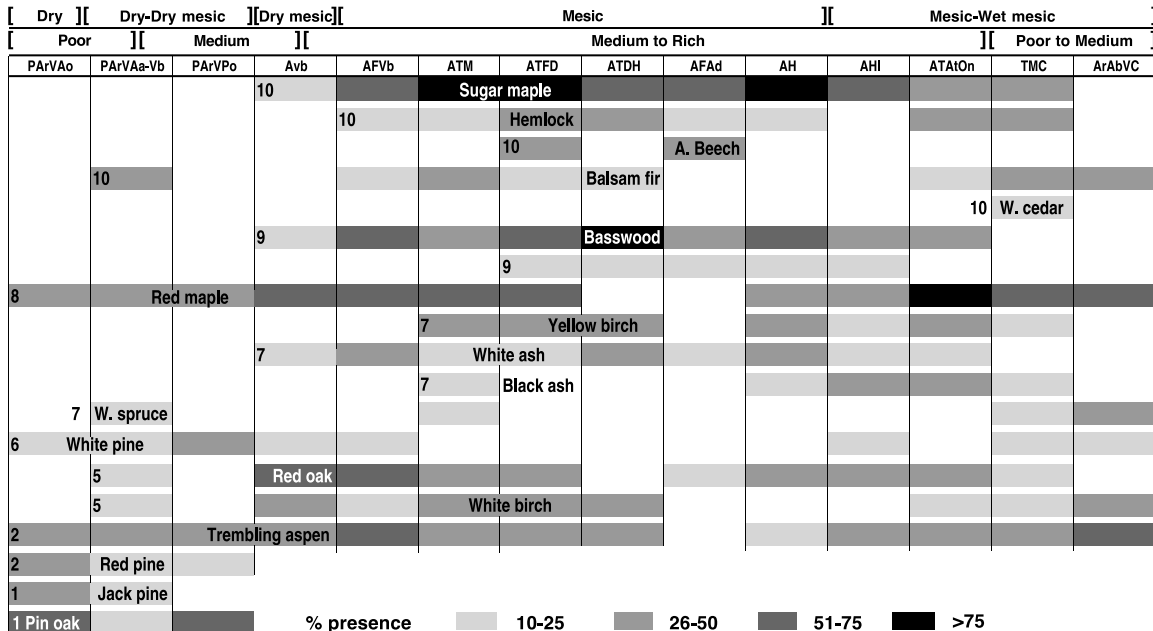 [ Dry ][ Dry-Dry mesic ][Dry mesic][ Mesic ][ Mesic-Wet mesic ]
[ Poor ][ Medium ][ Medium to Rich ][ Poor to Medium ]
PArVAo PArVAa-Vb PArVPo Avb AFVb ATM ATFD ATDH AFAd AH AHI ATAtOn TMC ArAbVC
10 Sugar maple
10 Hemlock
10 A. Beech
10 Balsam fir
10 W. cedar
9 Basswood
9
8 Red maple
7 Yellow birch
7 White ash
7 Black ash
7 W. spruce
6 White pine
5 Red oak
5 White birch
2 Trembling aspen
2 Red pine
1 Jack pine
1 Pin oak
% presence 10-25 26-50 51-75 >75